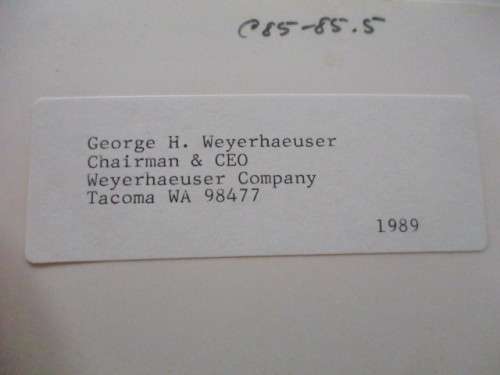 C85-85.5
George H. Weyerhaeuser
Chairman & CEO
Weyerhaeuser Company
Tacoma WA 98477
1989